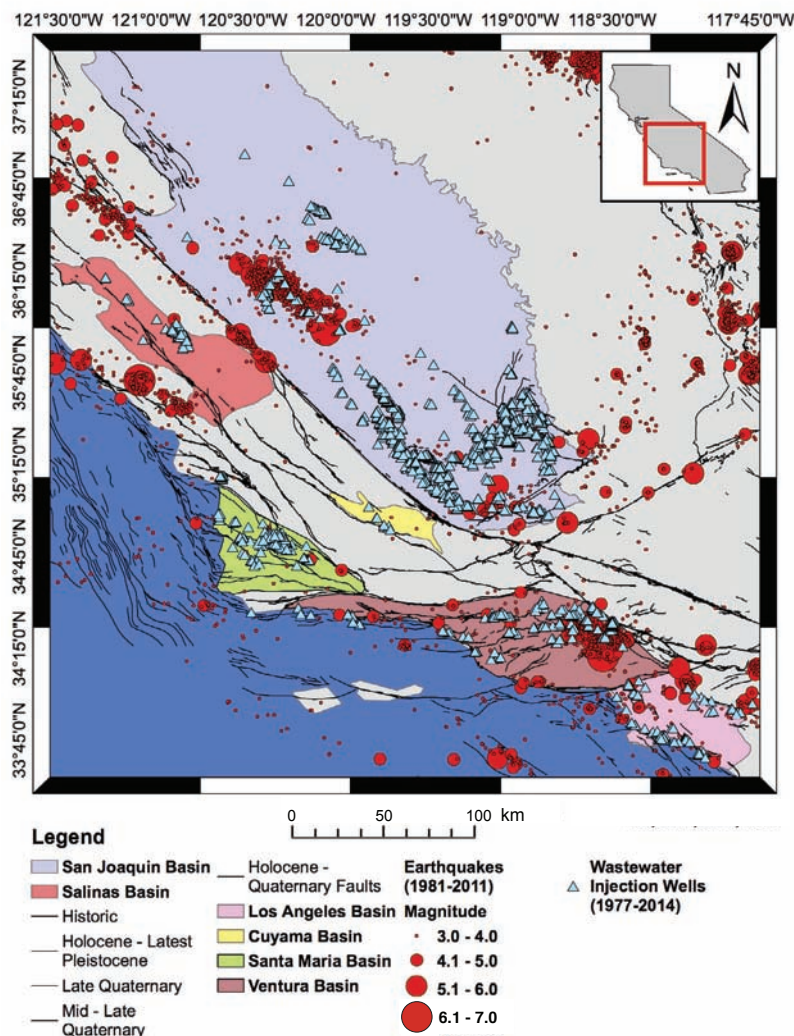 121°30'0"W 120°30'0"W 120°00'0"W 119°30'0"W 119°00'0"W 118°30'0"W 117°45'0"W
37°15'0"N
36°45'0"N
36°15'0"N
35°45'0"N
35°15'0"N
34°45'0"N
34°15'0"N
33°45'0"N
N
0 50 100 km
Legend
San Joaquin Basin
Salinas Basin
Historic
Holocene - Latest
Pleistocene
Late Quaternary
Mid - Late
Quaternary
Holocene -
Quaternary Faults
Los Angeles Basin
Cuyama Basin
Santa Maria Basin
Ventura Basin
Earthquakes
(1981-2011)
Magnitude
3.0 - 4.0
4.1 - 5.0
5.1 - 6.0
6.1 - 7.0
Wastewater
Injection Wells
(1977-2014)